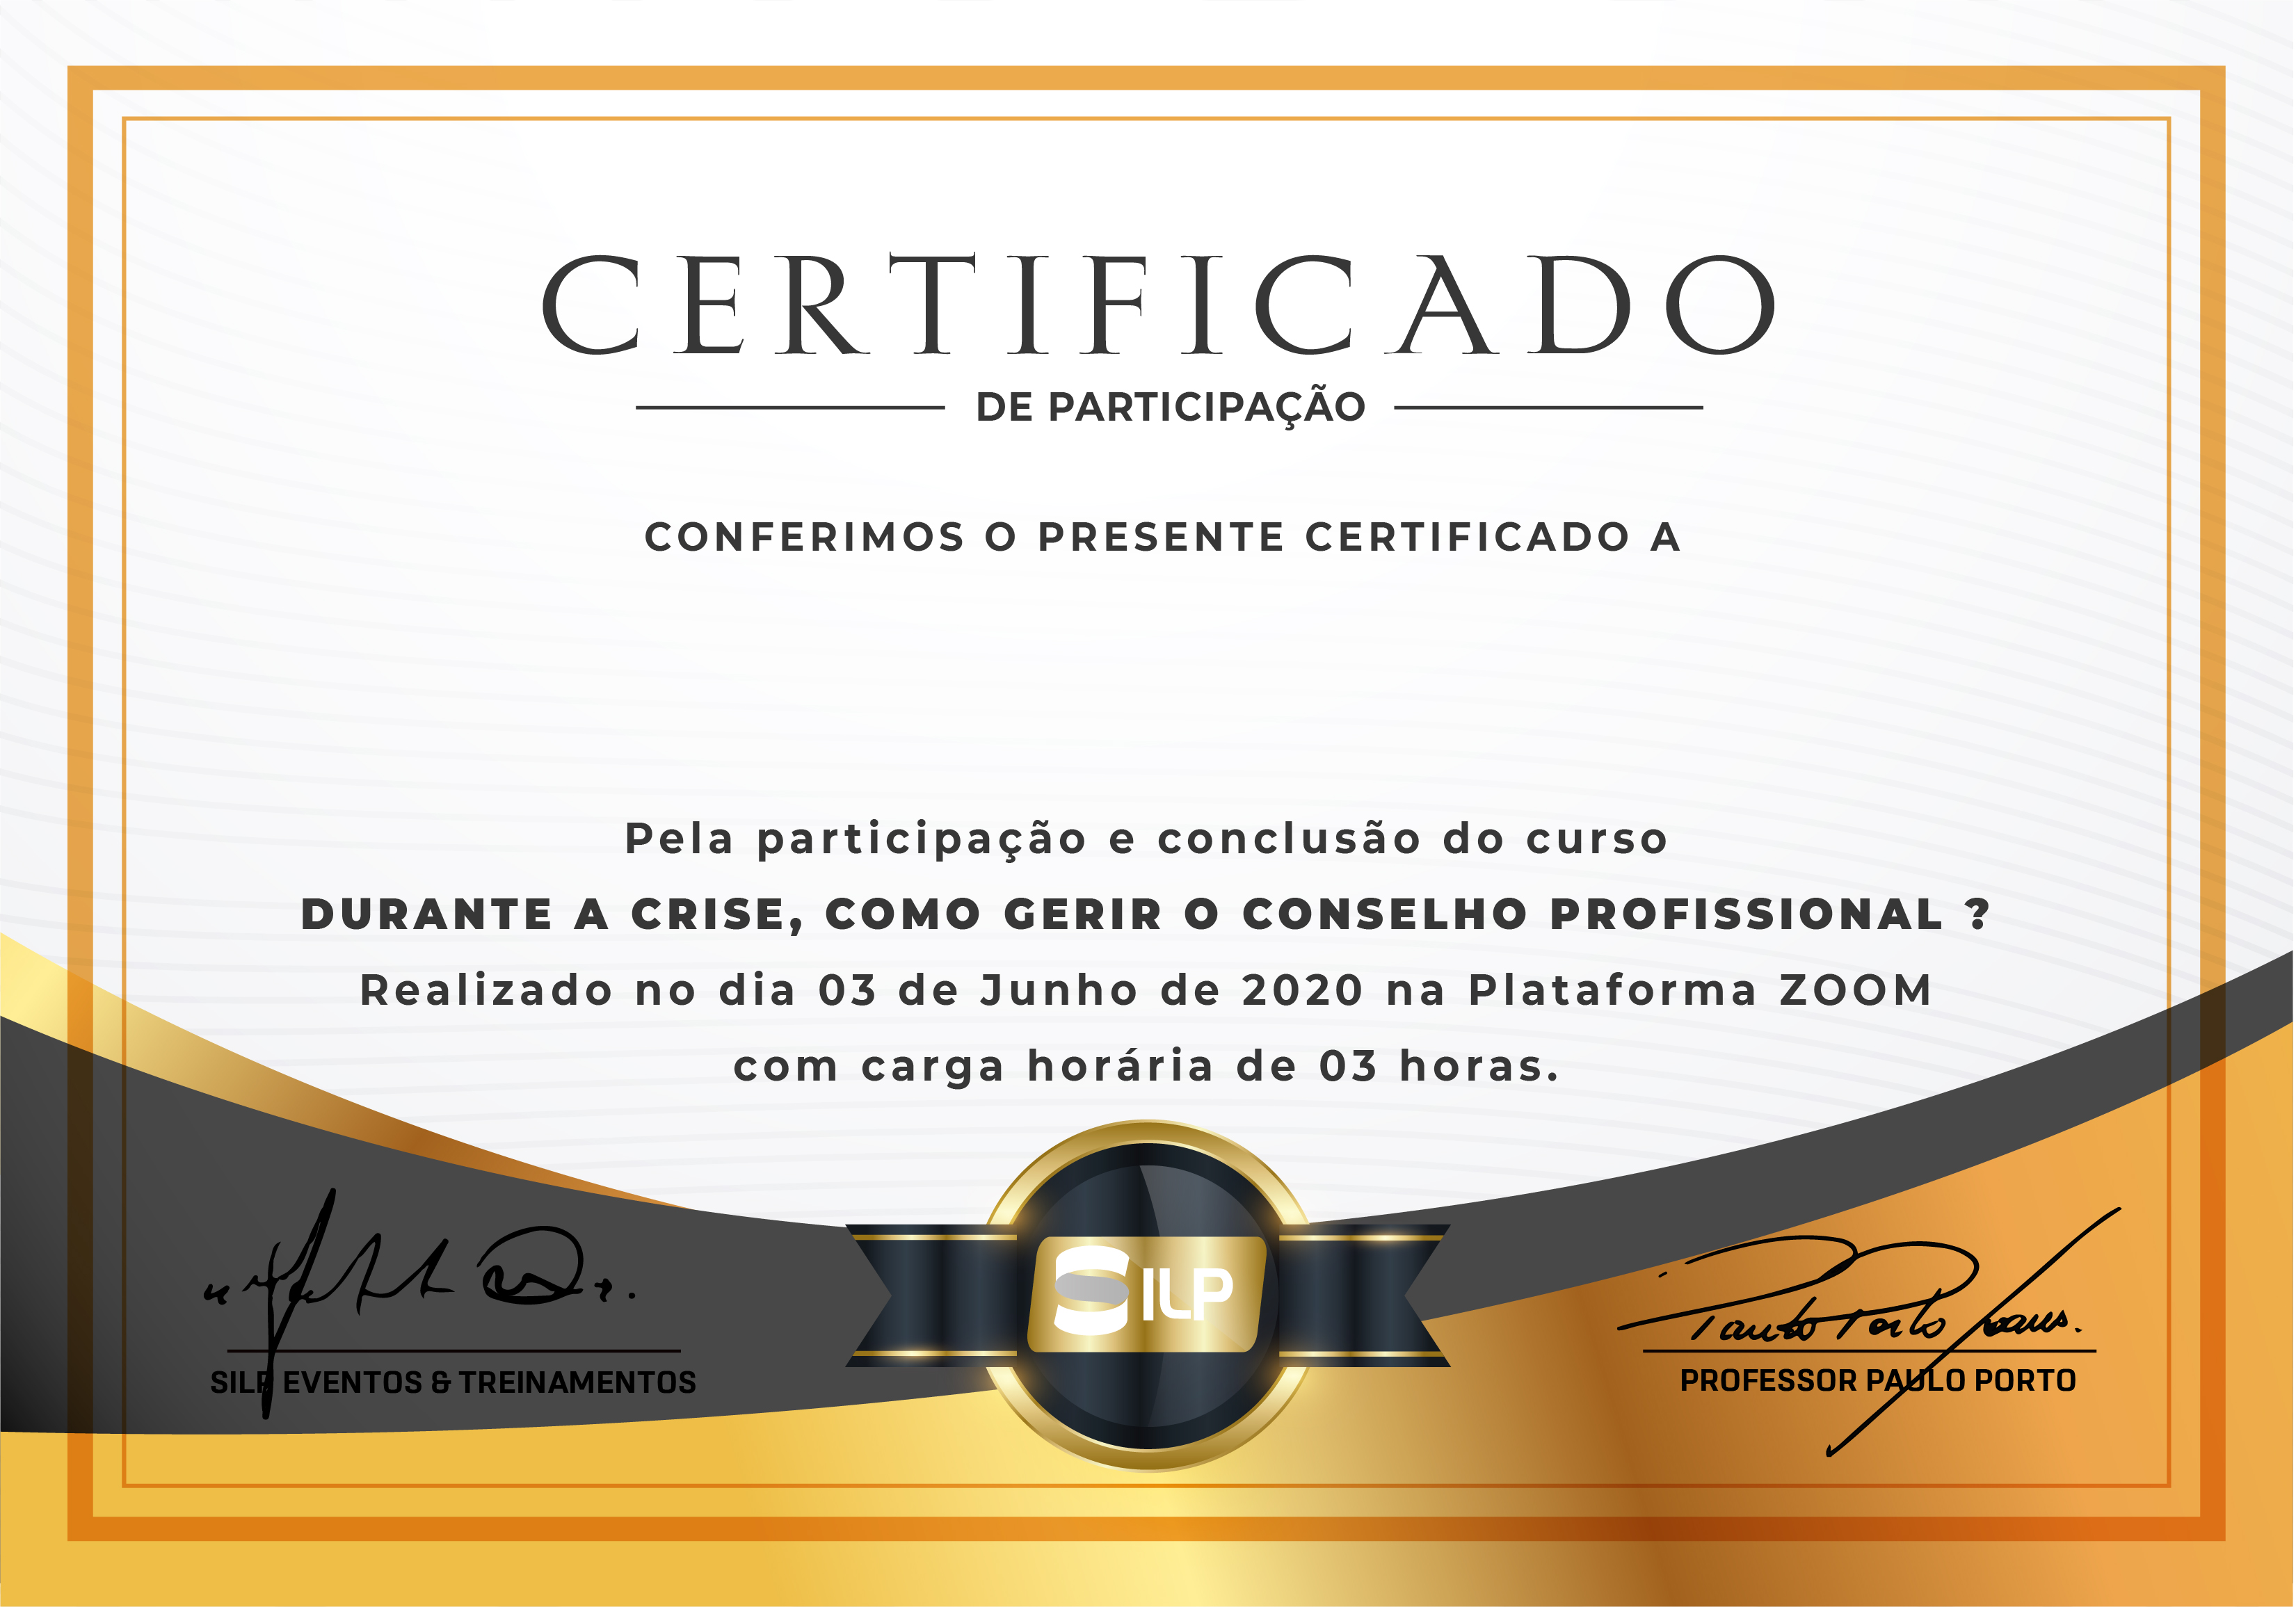 CERTIFICADO
DE PARTICIPAÇÃO
CONFERIMOS O PRESENTE CERTIFICADO A
Pela participação e conclusão do curso
DURANTE A CRISE, COMO GERIR O CONSELHO PROFISSIONAL ?
Realizado no dia 03 de Junho de 2020 na Plataforma ZOOM
com carga horária de 03 horas.
SILP
Paulo Porto
SILP EVENTOS & TREINAMENTOS
PROFESSOR PAULO PORTO